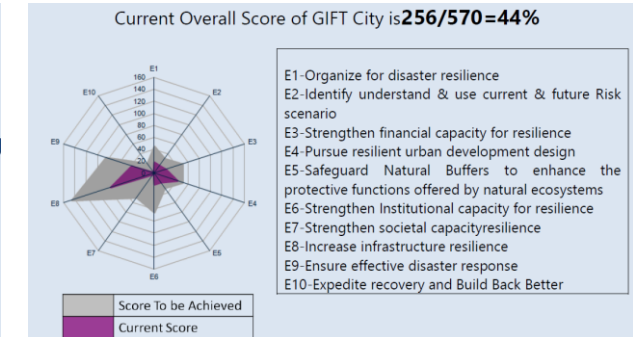 Current Overall Score of GIFT City is256/570=44%
E1
160
140
120
100
80
60
40
20
E2
E3
E4
E5
E6
E7
E8
E9
E10
Score To be Achieved
Current Score
E1-Organize for disaster resilience
E2-Identify understand & use current & future Risk
scenario
E3-Strengthen financial capacity for resilience
E4-Pursue resilient urban development design
E5-Safeguard Natural Buffers to enhance the
protective functions offered by natural ecosystems
E6-Strengthen Institutional capacity for resilience
E7-Strengthen societal capacityresilience
E8-Increase infrastructure resilience
E9-Ensure effective disaster response
E10-Expedite recovery and Build Back Better